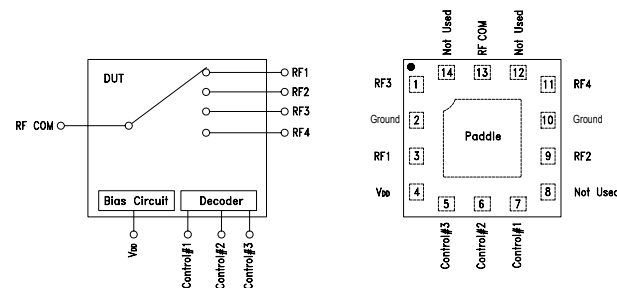 DUT
RF COM
RF1
RF2
RF3
RF4
Bias Circuit
Decoder
VDD
Control#1
Control#2
Control#3
Not Used
RF COM
Not Used
14
13
12
RF3
1
11
RF4
Ground
2
10
Ground
Paddle
RF1
3
9
RF2
VDD
4
8
Not Used
5
6
7
Control#3
Control#2
Control#1